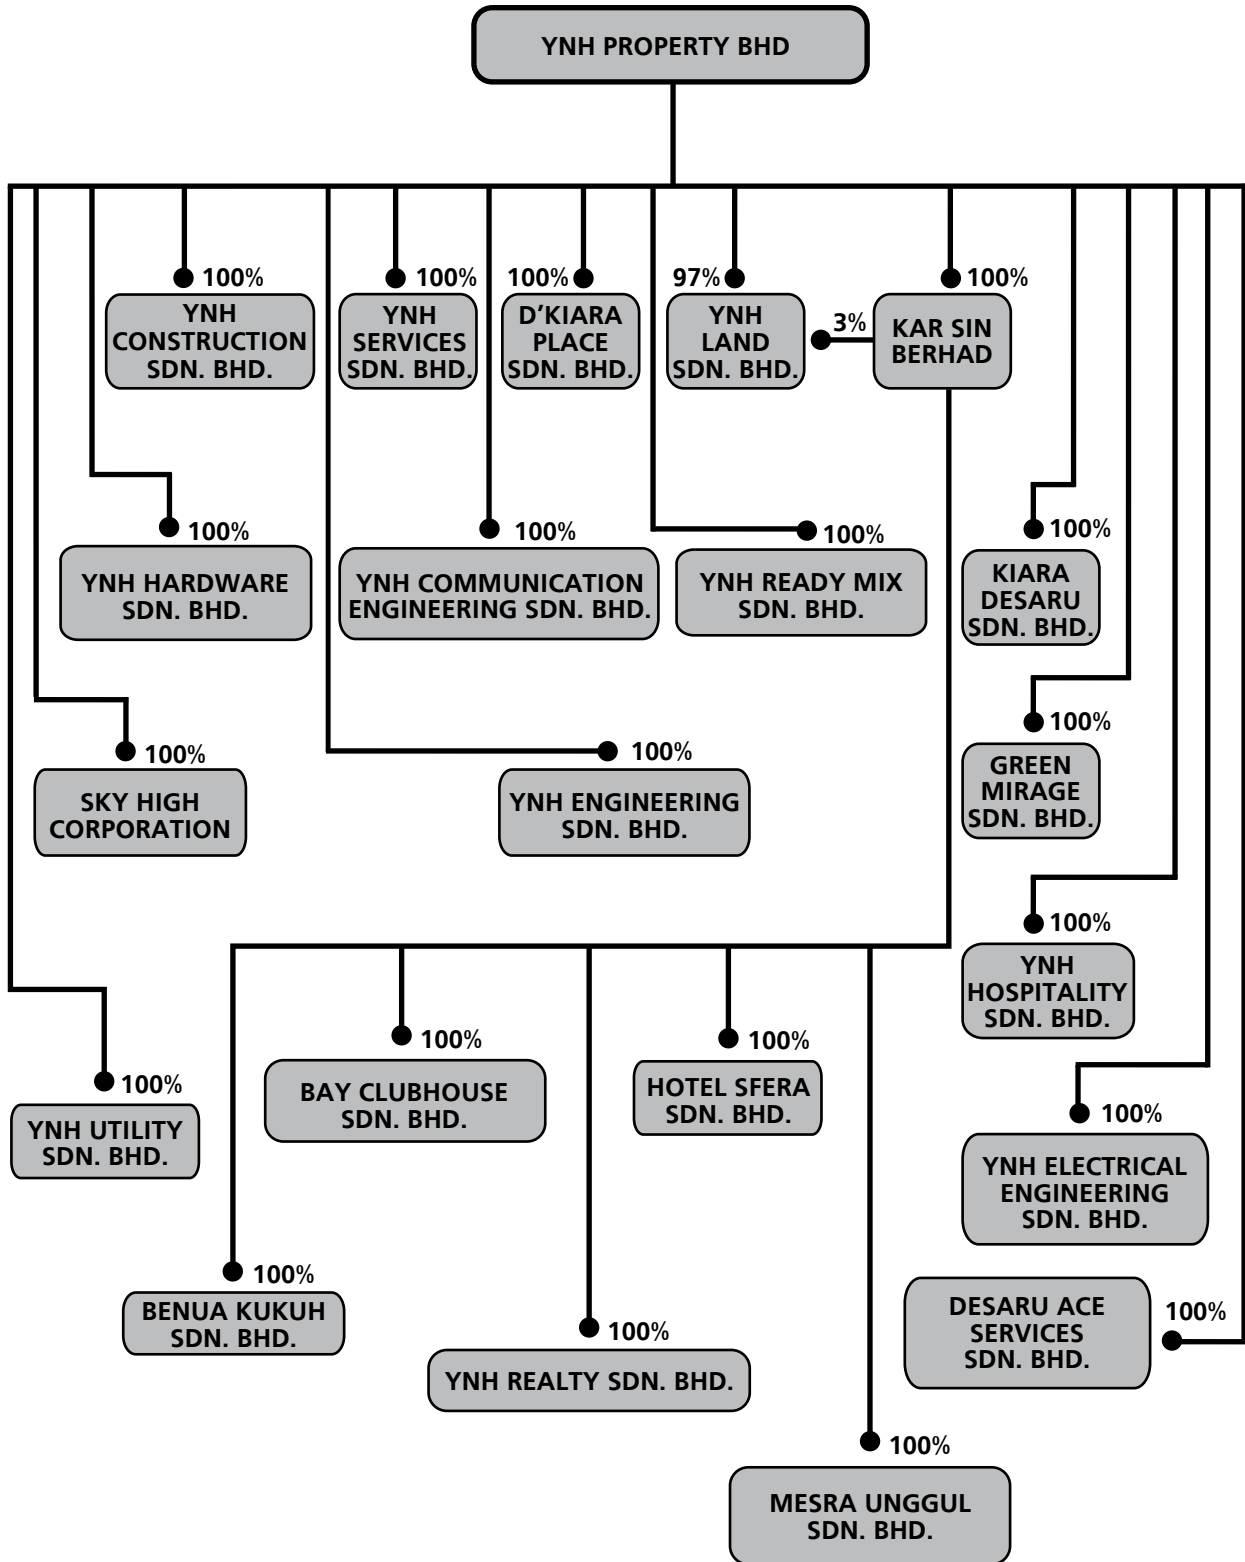 YNH PROPERTY BHD
100%
YNH
CONSTRUCTION
SDN. BHD.
100%
YNH
SERVICES
SDN. BHD.
100%
D'KIARA
PLACE
SDN. BHD.
97%
YNH
LAND
SDN. BHD.
3%
100%
KAR SIN
BERHAD
100%
YNH HARDWARE
SDN. BHD.
100%
YNH COMMUNICATION
ENGINEERING SDN. BHD.
100%
YNH READY MIX
SDN. BHD.
100%
KIARA
DESARU
SDN. BHD.
100%
SKY HIGH
CORPORATION
100%
YNH ENGINEERING
SDN. BHD.
100%
GREEN
MIRAGE
SDN. BHD.
100%
YNH
HOSPITALITY
SDN. BHD.
100%
YNH UTILITY
SDN. BHD.
100%
BAY CLUBHOUSE
SDN. BHD.
100%
HOTEL SFERA
SDN. BHD.
100%
YNH ELECTRICAL
ENGINEERING
SDN. BHD.
100%
BENUA KUKUH
SDN. BHD.
100%
YNH REALTY SDN. BHD.
100%
DESARU ACE
SERVICES
SDN. BHD.
100%
MESRA UNGGUL
SDN. BHD.